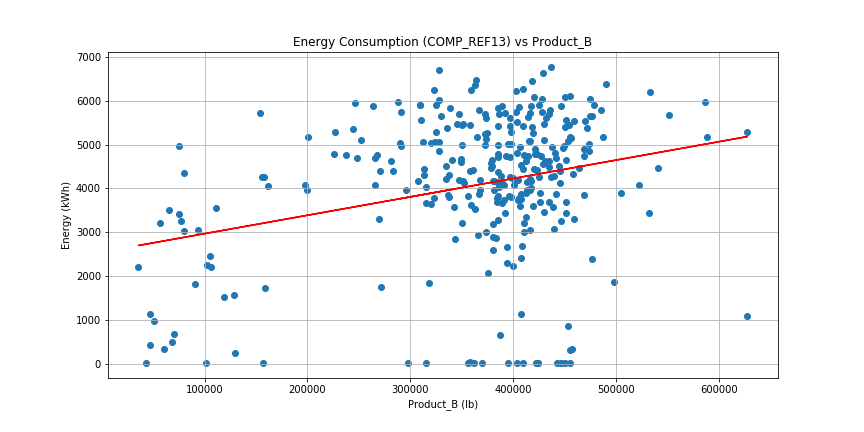 Energy Consumption (COMP_REF13) vs Product_B
7000
6000
5000
4000
3000
2000
1000
0
Energy (kWh)
100000 200000 300000 400000 500000 600000
Product_B (lb)